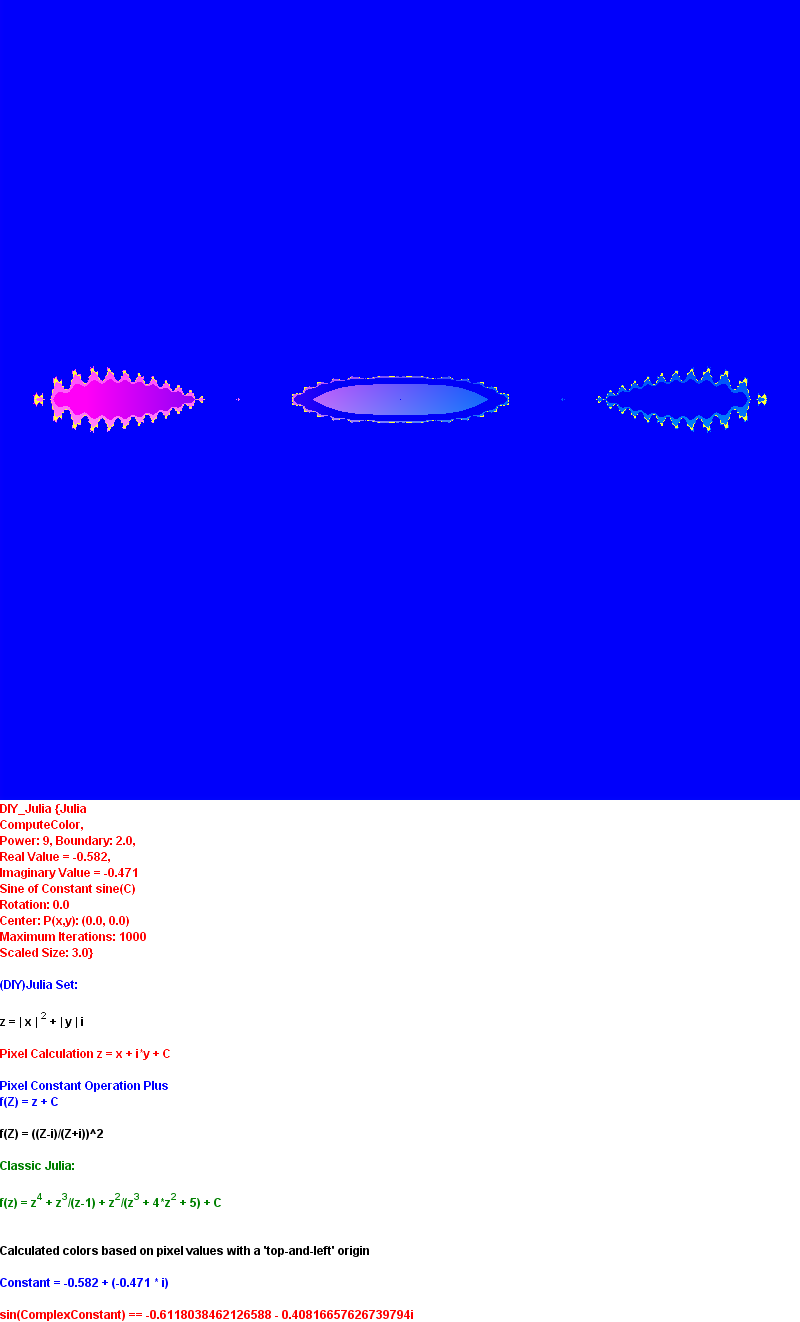 DIY_Julia {Julia
ComputeColor,
Power: 9, Boundary: 2.0,
Real Value = -0.582,
Imaginary Value = -0.471
Sine of Constant sine(C)
Rotation: 0.0
Center: P(x,y): (0.0, 0.0)
Maximum Iterations: 1000
Scaled Size: 3.0}
(DIY)Julia Set:
z = | x | ^2 + | y | i
Pixel Calculation z = x + i*y + C
Pixel Constant Operation Plus
f(Z) = z + C
f(Z) = ((Z-i)/(Z+i))^2
Classic Julia:
f(z) = z^4 + z^3/(z-1) + z^2/(z^3 + 4*z^2 + 5) + C
Calculated colors based on pixel values with a 'top-and-left' origin
Constant = -0.582 + (-0.471 * i)
sin(ComplexConstant) == -0.6118038462126588 - 0.40816657626739794i